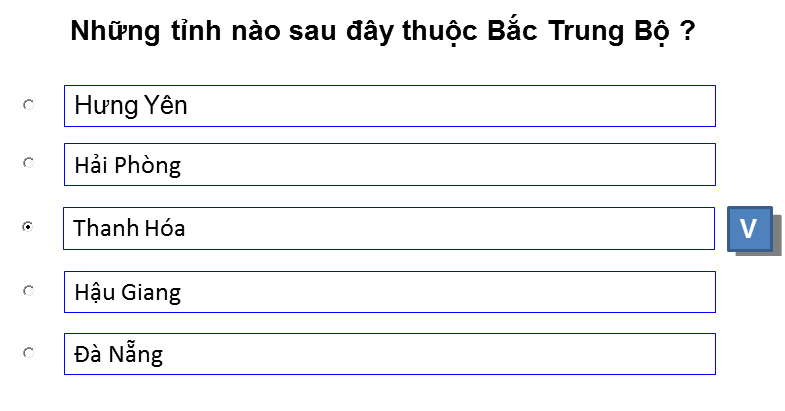 Những tỉnh nào sau đây thuộc Bắc Trung Bộ ?
Hưng Yên
Hải Phòng
Thanh Hóa
V
Hậu Giang
Đà Nẵng